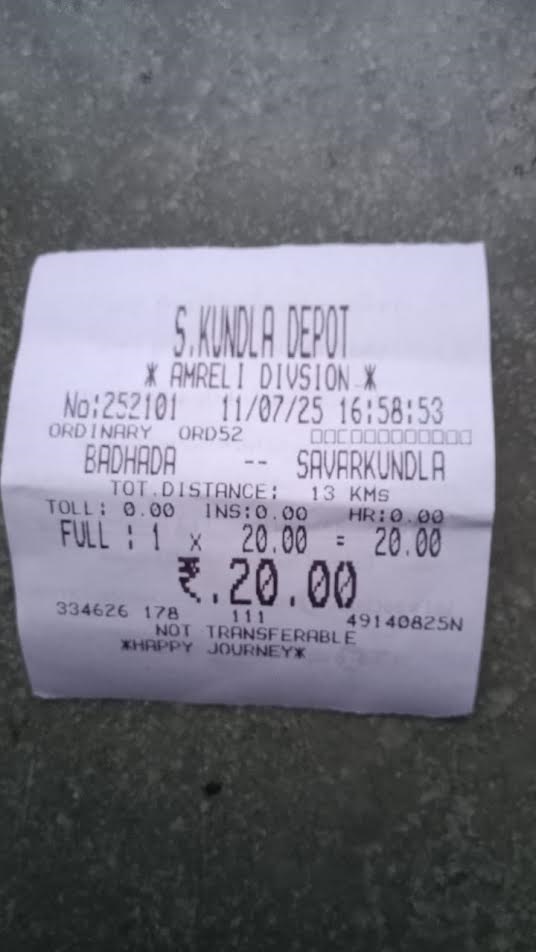 S.KUNDLA DEPOT
* AMRELI DIVSION *
No:252101 11/07/25 16:58:53
ORDINARY ORD52
BADHADA -- SAVARKUNDLA
TOT.DISTANCE: 13 KMs
TOLL: 0.00 INS:0.00 HR:0.00
FULL : 1 x 20.00 = 20.00
₹.20.00
334626 178 111 49140825N
NOT TRANSFERABLE
*HAPPY JOURNEY*